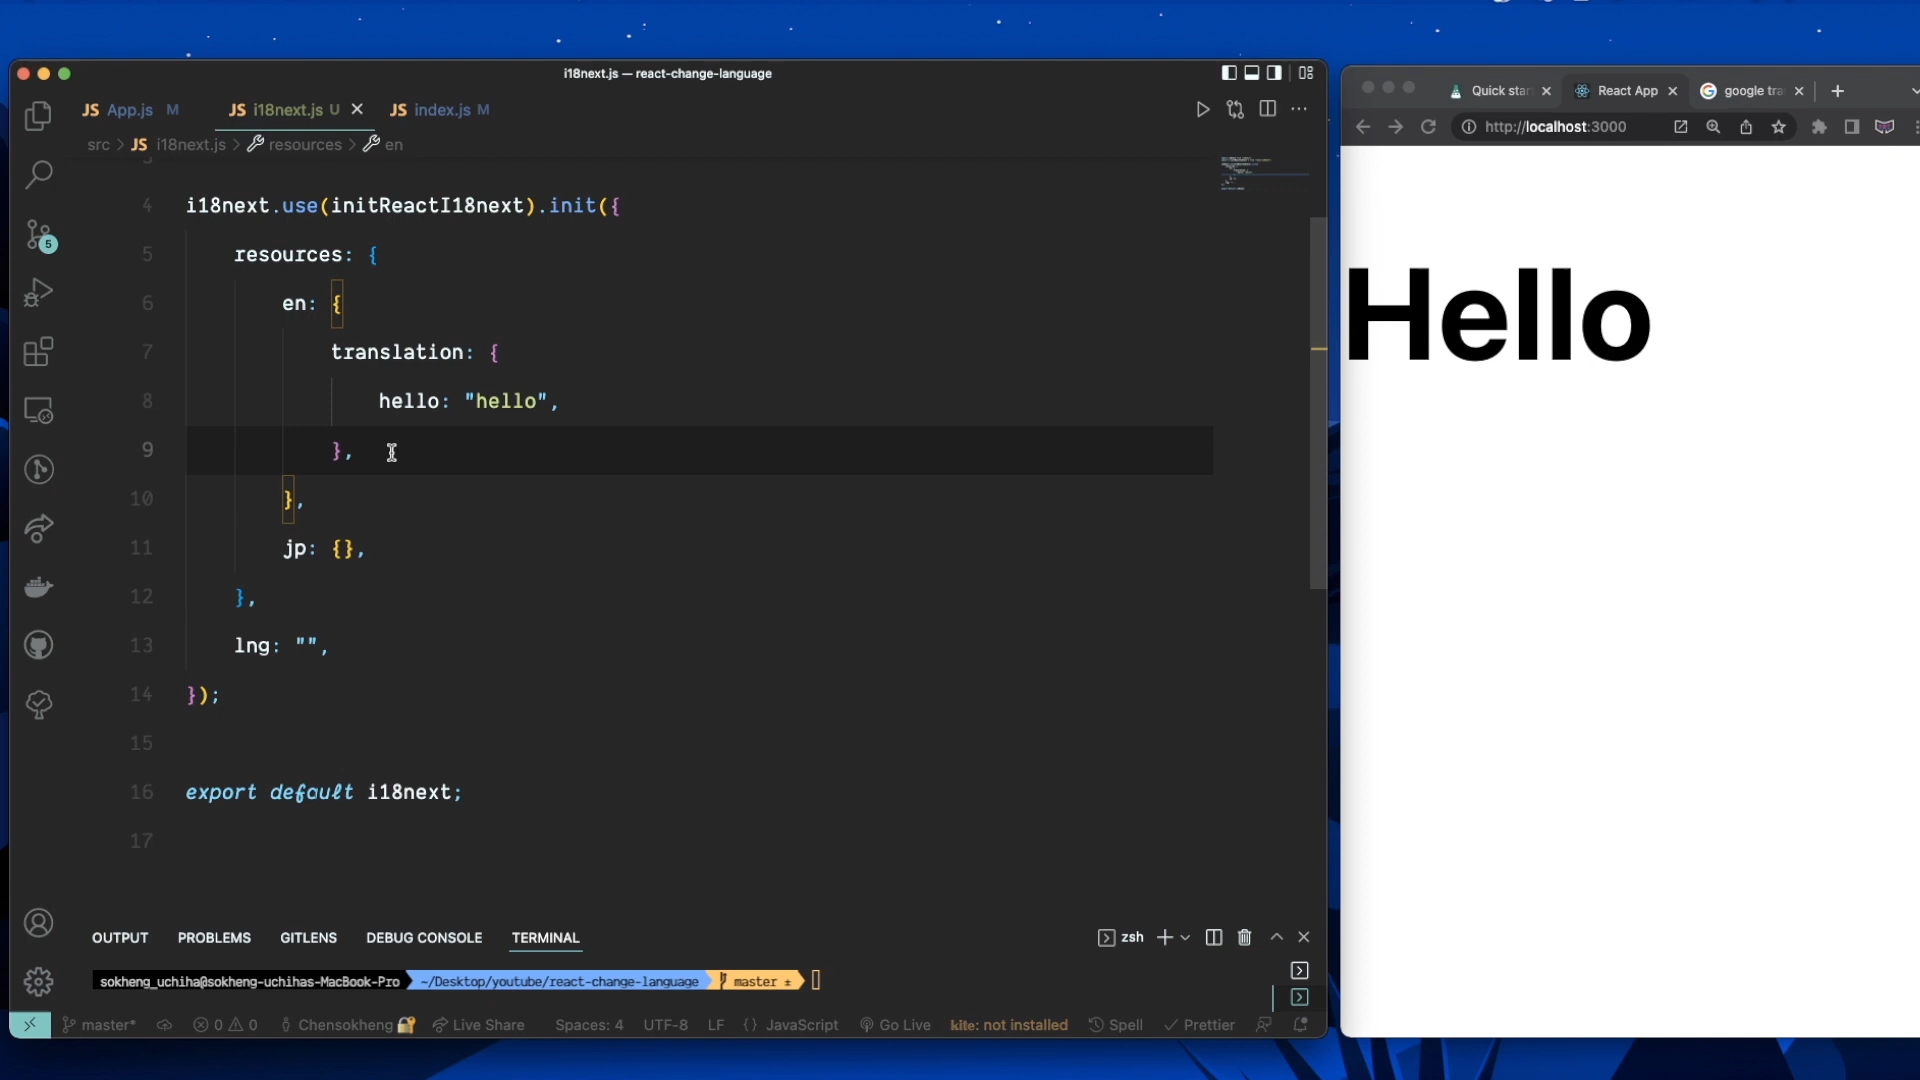 i18next.js — react-change-language
JS App.js M
JS i18next.js U
JS index.js M
src > JS i18next.js > resources > en
3
4 i18next.use(initReactI18next).init({
5 resources: {
6 en: {
7 translation: {
8 hello: "hello",
9 },
10 },
11 jp: {},
12 },
13 lng: "",
14 });
15
16 export default i18next;
17
5
OUTPUT PROBLEMS GITLENS DEBUG CONSOLE TERMINAL
zsh
sokheng_uchiha@sokheng-uchihas-MacBook-Pro ~/Desktop/youtube/react-change-language master ±
master* 0 0 Chensokheng Live Share Spaces: 4 UTF-8 LF {} JavaScript Go Live kite: not installed Spell Prettier
Quick star React App google tra
http://localhost:3000
Hello